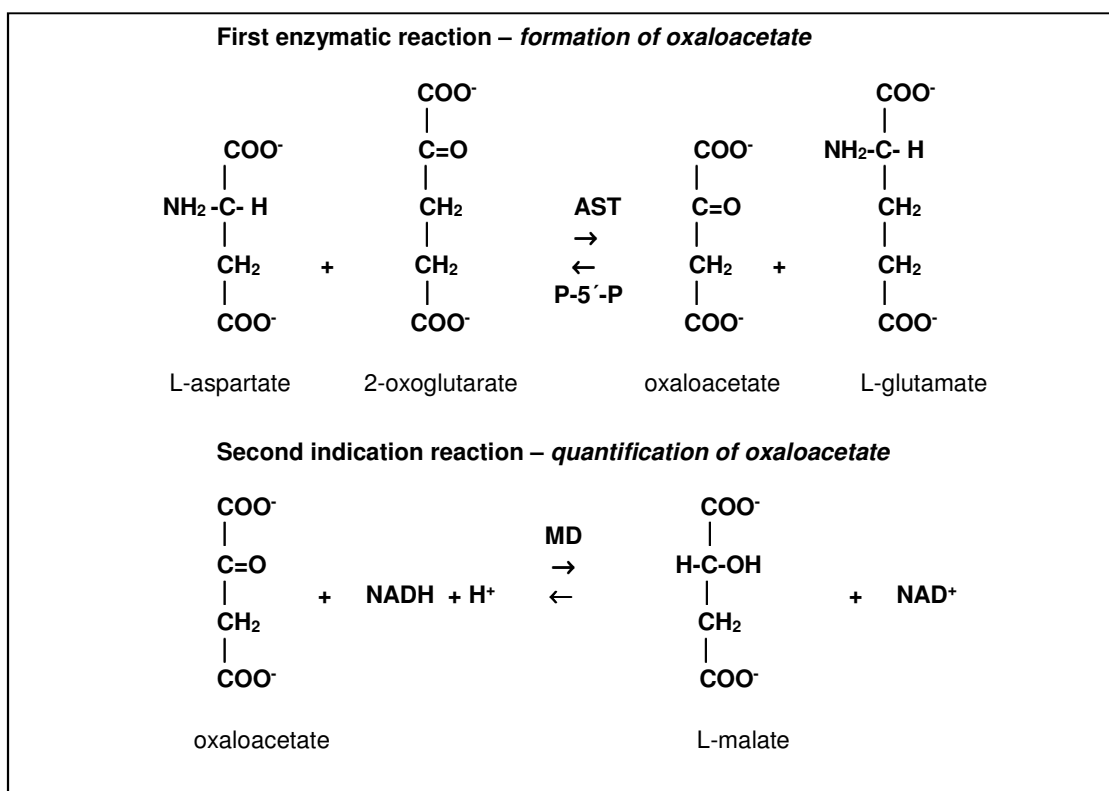 First enzymatic reaction – formation of oxaloacetate
COO-
|
COO- C=O COO- NH2-C- H
COO-
|
NH2 -C- H CH2 AST C=O CH2
→
CH2 + CH2 ← CH2 + CH2
P-5´-P
COO- COO- COO- COO-
L-aspartate 2-oxoglutarate oxaloacetate L-glutamate
Second indication reaction – quantification of oxaloacetate
COO- COO-
MD
C=O → H-C-OH
+ NADH + H+ ← + NAD+
CH2 CH2
COO- COO-
oxaloacetate L-malate